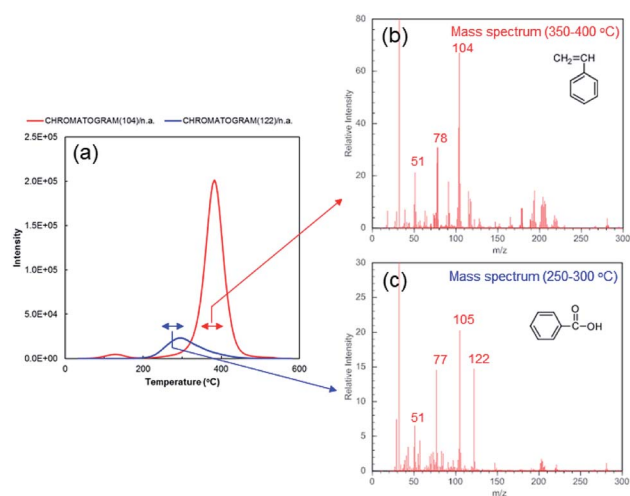 CHROMATOGRAM(104)/n.a. CHROMATOGRAM(122)/n.a.
(a)
2.5E+05
2.0E+05
1.5E+05
1.0E+05
5.0E+04
0.0E+00
Intensity
0 200 400 600
Temperature (°C)
(b)
Mass spectrum (350-400 °C)
80
60
40
20
0
Relative Intensity
104
78
51
CH₂=CH
0 50 100 150 200 250 300
m/z
(c)
Mass spectrum (250-300 °C)
30
25
20
15
10
5
0
Relative Intensity
105
77
122
51
O
C-OH
0 50 100 150 200 250 300
m/z